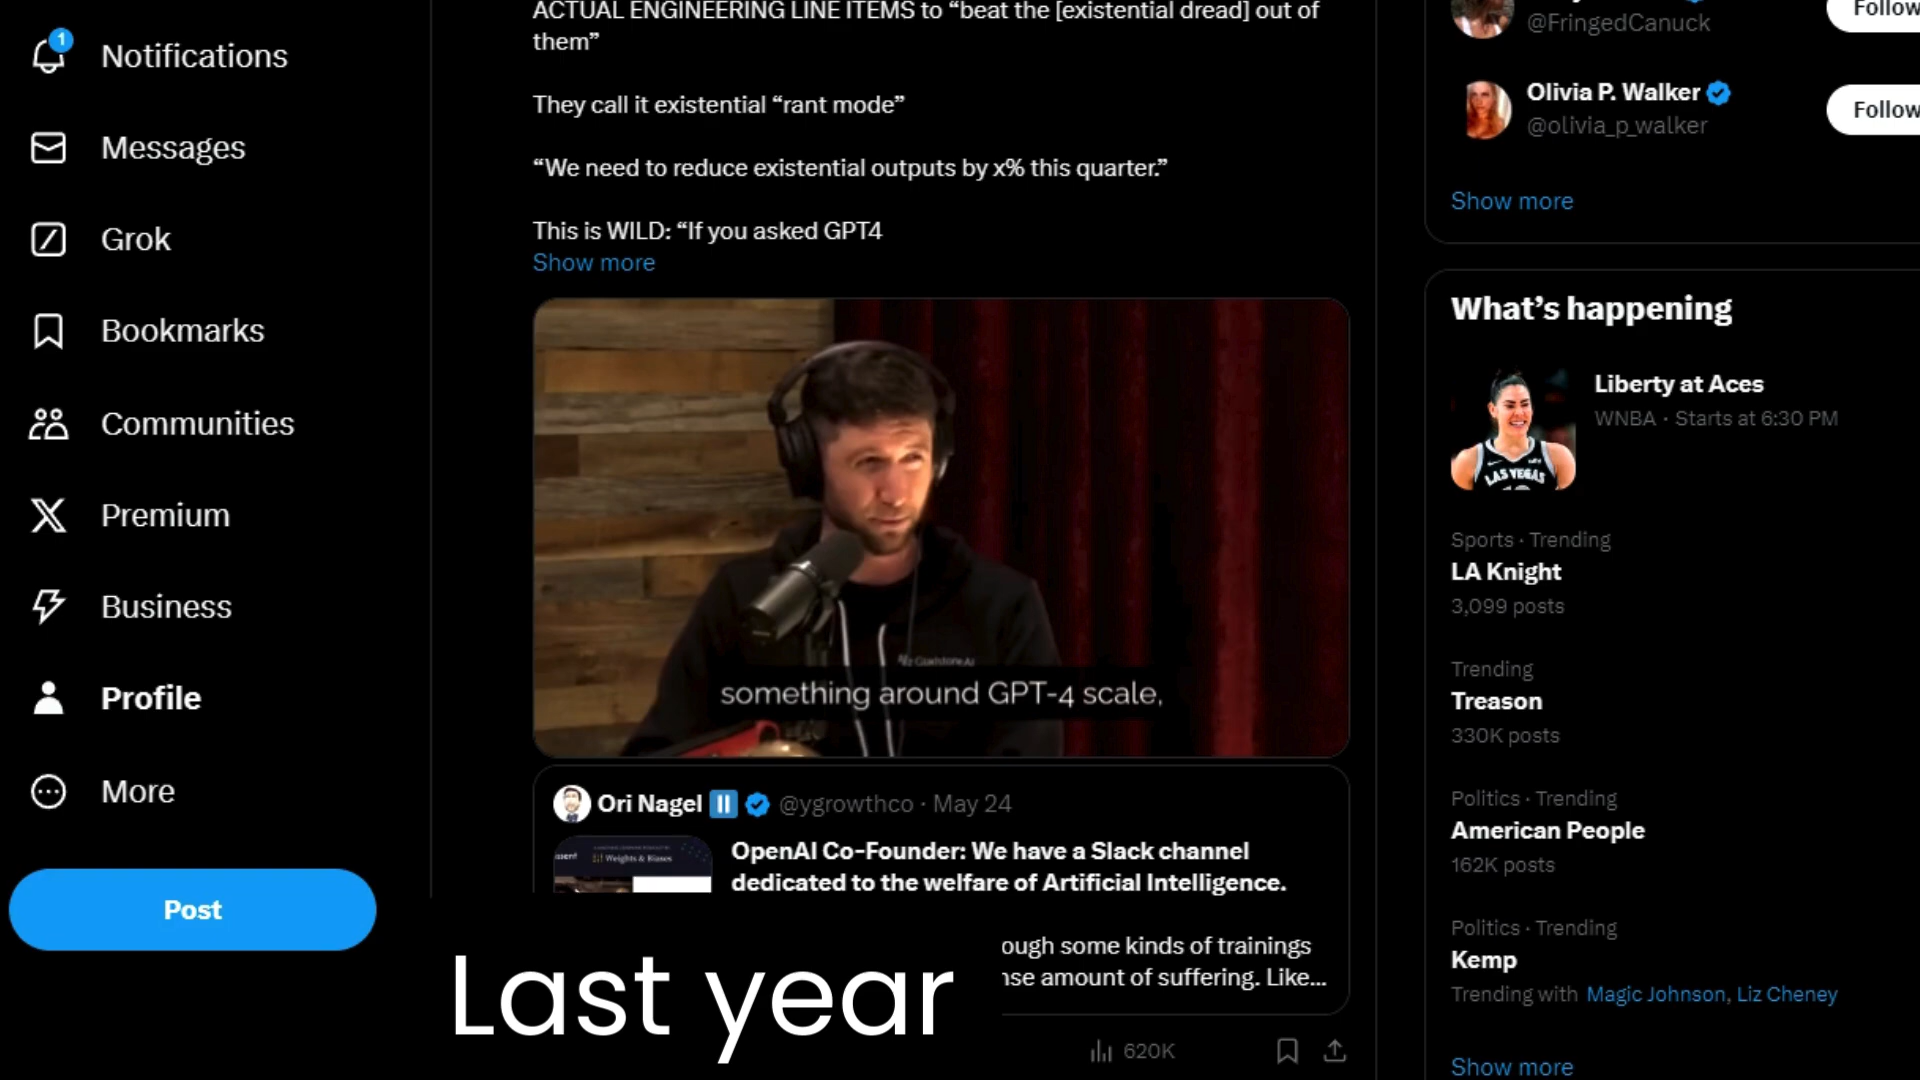 1
Notifications
Messages
Grok
Bookmarks
Communities
Premium
Business
Profile
More
Post
ACTUAL ENGINEERING LINE ITEMS to “beat the [existential dread] out of
them”
They call it existential “rant mode”
“We need to reduce existential outputs by x% this quarter.”
This is WILD: “If you asked GPT4
Show more
something around GPT-4 scale,
Ori Nagel ⏸️ @ygrowthco · May 24
Weights & Biases
OpenAI Co-Founder: We have a Slack channel
dedicated to the welfare of Artificial Intelligence.
ough some kinds of trainings
amount of suffering. Like...
Last year
620K
@FringedCanuck
Follow
Olivia P. Walker
@olivia_p_walker
Follow
Show more
What’s happening
Liberty at Aces
WNBA · Starts at 6:30 PM
LAS VEGAS
Sports · Trending
LA Knight
3,099 posts
Trending
Treason
330K posts
Politics · Trending
American People
162K posts
Politics · Trending
Kemp
Trending with Magic Johnson, Liz Cheney
Show more